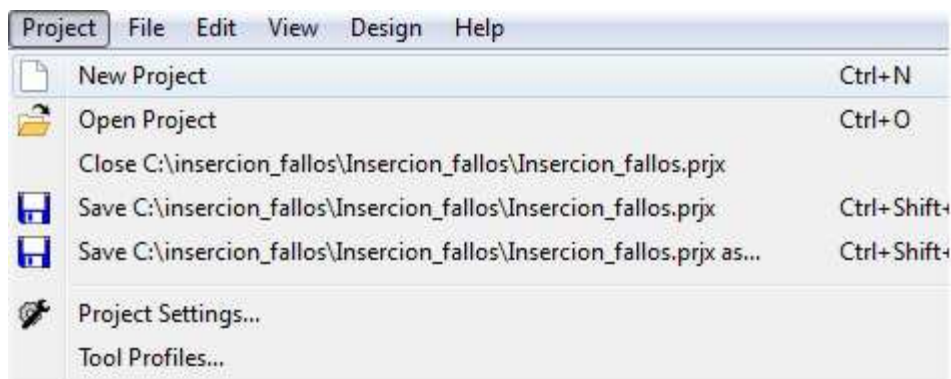 Project File Edit View Design Help
New Project Ctrl+N
Open Project Ctrl+O
Close C:\insercion_fallos\Insercion_fallos\Insercion_fallos.prjx
Save C:\insercion_fallos\Insercion_fallos\Insercion_fallos.prjx Ctrl+Shift+
Save C:\insercion_fallos\Insercion_fallos\Insercion_fallos.prjx as... Ctrl+Shift+
Project Settings...
Tool Profiles...